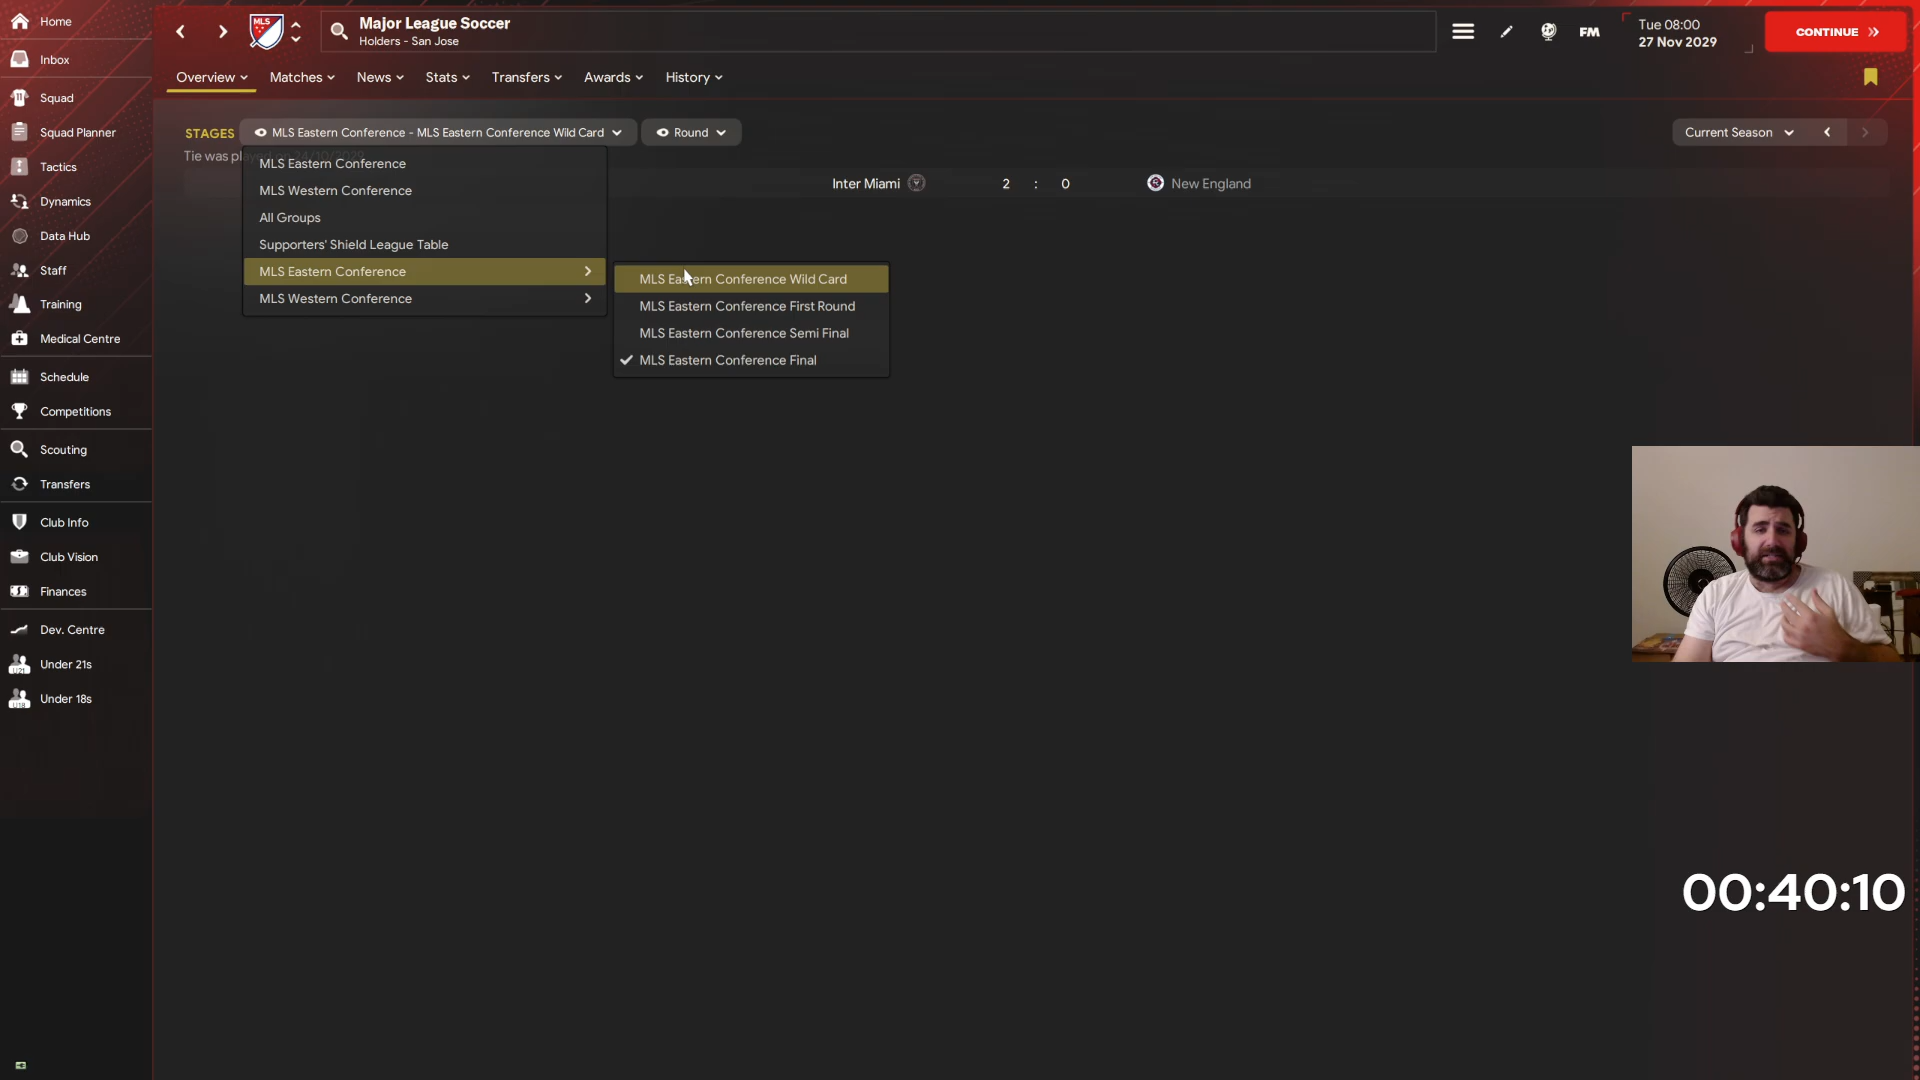 Home
Inbox
Squad
Squad Planner
Tactics
Dynamics
Data Hub
Staff
Training
Medical Centre
Schedule
Competitions
Scouting
Transfers
Club Info
Club Vision
Finances
Dev. Centre
Under 21s
Under 18s
MLS
Major League Soccer
Holders - San Jose
FM
Tue 08:00
27 Nov 2029
CONTINUE
Overview
Matches
News
Stats
Transfers
Awards
History
STAGES
MLS Eastern Conference - MLS Eastern Conference Wild Card
Round
Current Season
Tie was pl
MLS Eastern Conference
MLS Western Conference
All Groups
Supporters' Shield League Table
MLS Eastern Conference
MLS Western Conference
MLS Eastern Conference Wild Card
MLS Eastern Conference First Round
MLS Eastern Conference Semi Final
MLS Eastern Conference Final
Inter Miami 2 : 0 New England
00:40:10